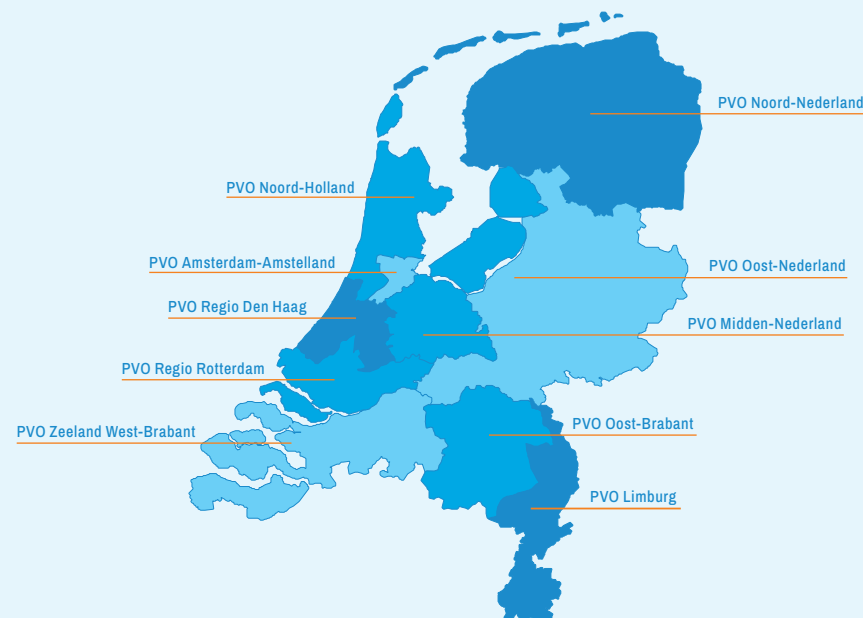 PVO Noord-Nederland
PVO Noord-Holland
PVO Amsterdam-Amstelland
PVO Oost-Nederland
PVO Regio Den Haag
PVO Midden-Nederland
PVO Regio Rotterdam
PVO Oost-Brabant
PVO Zeeland West-Brabant
PVO Limburg